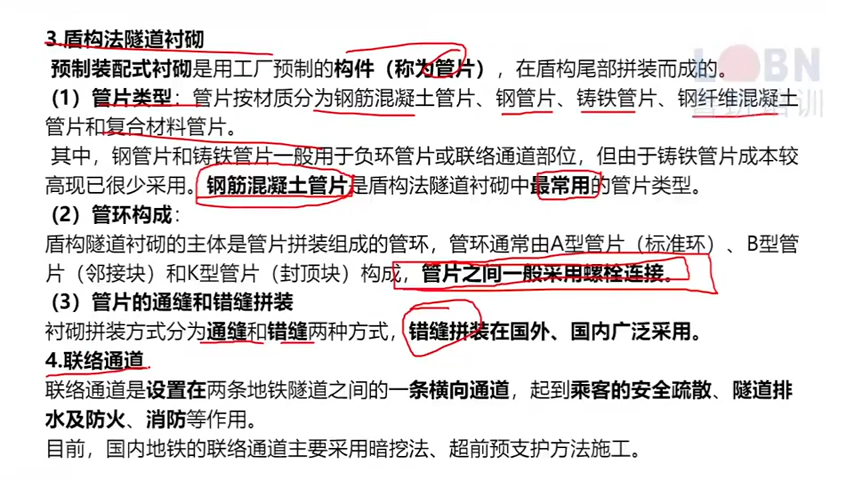 3.盾构法隧道衬砌
LOBN
预制装配式衬砌是用工厂预制的构件（称为管片），在盾构尾部拼装而成的。
（1）管片类型：管片按材质分为钢筋混凝土管片、钢管片、铸铁管片、钢纤维混凝土
管片和复合材料管片。
其中，钢管片和铸铁管片一般用于负环管片或联络通道部位，但由于铸铁管片成本较
高现已很少采用。钢筋混凝土管片是盾构法隧道衬砌中最常用的管片类型。
（2）管环构成：
盾构隧道衬砌的主体是管片拼装组成的管环，管环通常由A型管片（标准环）、B型管
片（邻接块）和K型管片（封顶块）构成，管片之间一般采用螺栓连接。
（3）管片的通缝和错缝拼装
衬砌拼装方式分为通缝和错缝两种方式，错缝拼装在国外、国内广泛采用。
4.联络通道
联络通道是设置在两条地铁隧道之间的一条横向通道，起到乘客的安全疏散、隧道排
水及防火、消防等作用。
目前，国内地铁的联络通道主要采用暗挖法、超前预支护方法施工。